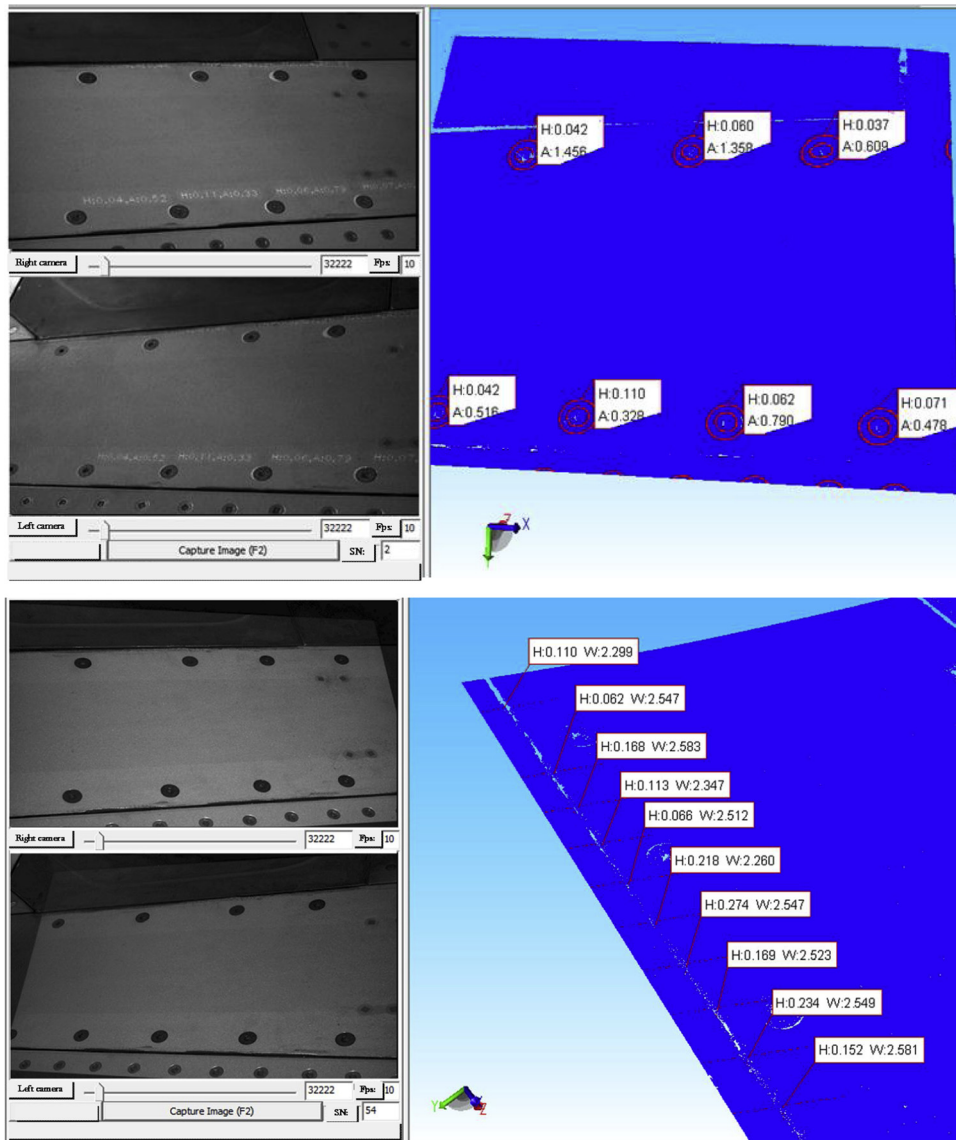 H:0.04,A:0.52 H:0.11,A:0.33 H:0.06,A:0.79 H:0.07,A:0
Right camera 32222 Fps: 10
H:0.04,A:0.52 H:0.11,A:0.33 H:0.06,A:0.79 H:0.07,
Left camera 32222 Fps: 10
Capture Image (F2) SN: 2
H:0.042
A:1.456
H:0.060
A:1.358
H:0.037
A:0.609
H:0.042
A:0.516
H:0.110
A:0.328
H:0.062
A:0.790
H:0.071
A:0.478
Z
X
Y
Right camera 32222 Fps: 10
Left camera 32222 Fps: 10
Capture Image (F2) SN: 54
H:0.110 W:2.299
H:0.062 W:2.547
H:0.168 W:2.583
H:0.113 W:2.347
H:0.066 W:2.512
H:0.218 W:2.260
H:0.274 W:2.547
H:0.169 W:2.523
H:0.234 W:2.549
H:0.152 W:2.581
Y
X
Z